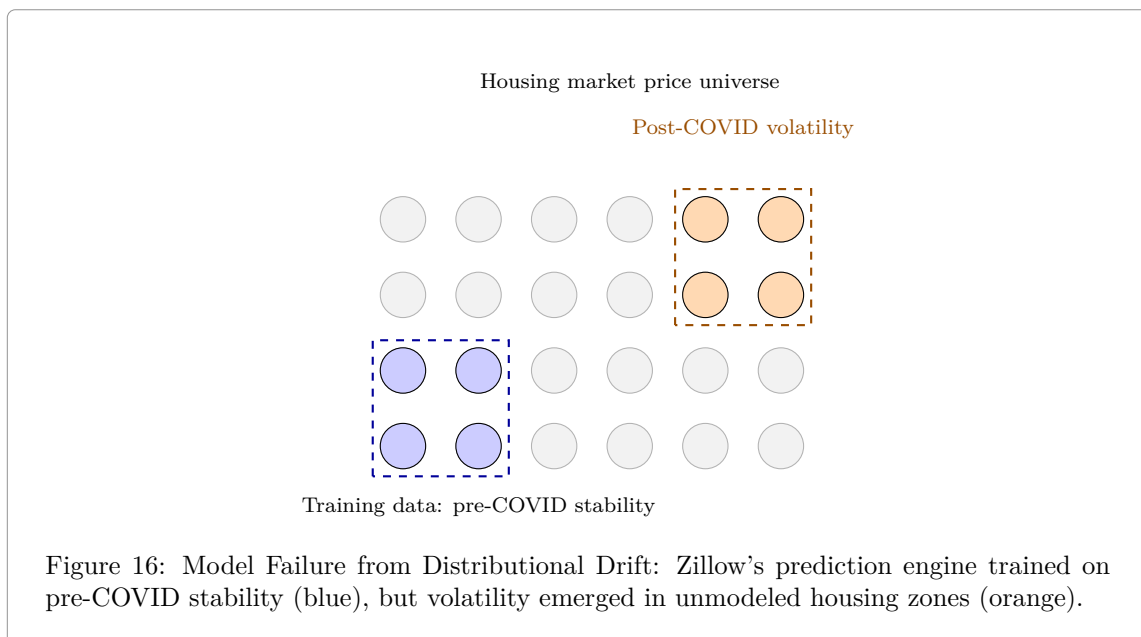 Housing market price universe
Post-COVID volatility
Training data: pre-COVID stability
Figure 16: Model Failure from Distributional Drift: Zillow's prediction engine trained on
pre-COVID stability (blue), but volatility emerged in unmodeled housing zones (orange).